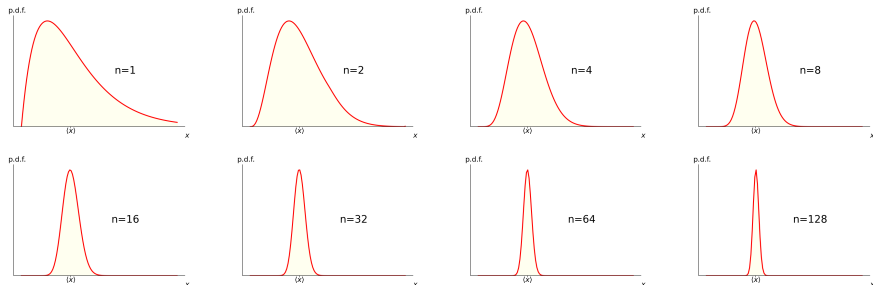 p.d.f. p.d.f. p.d.f. p.d.f.
n=1 n=2 n=4 n=8
⟨x⟩ ⟨x⟩ ⟨x⟩ ⟨x⟩
x x x x
p.d.f. p.d.f. p.d.f. p.d.f.
n=16 n=32 n=64 n=128
⟨x⟩ ⟨x⟩ ⟨x⟩ ⟨x⟩
x x x x